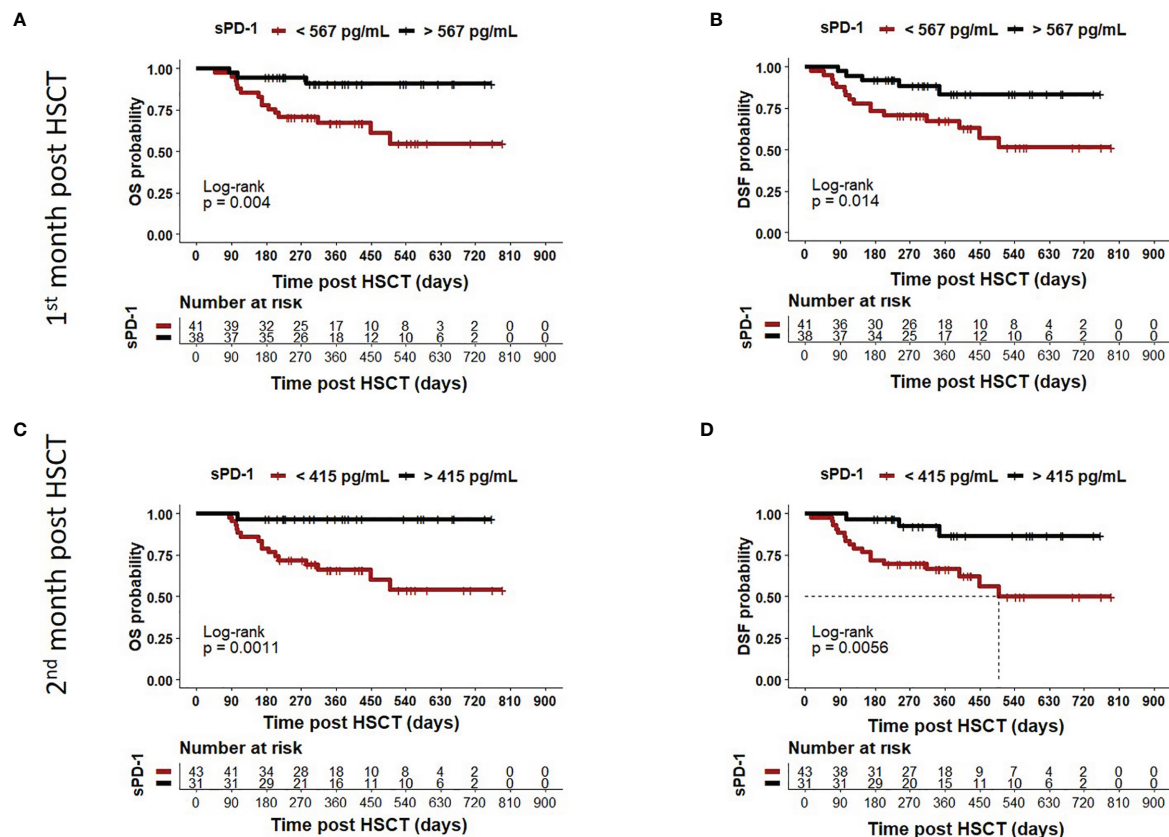 A
sPD-1 < 567 pg/mL > 567 pg/mL
1st month post HSCT
OS probability
1.00
0.75
0.50
0.25
0.00
Log-rank
p = 0.004
0 90 180 270 360 450 540 630 720 810 900
Time post HSCT (days)
Number at risk
sPD-1
41 39 32 25 17 10 8 3 2 0 0
38 37 35 26 18 12 10 6 2 0 0
0 90 180 270 360 450 540 630 720 810 900
Time post HSCT (days)
B
sPD-1 < 567 pg/mL > 567 pg/mL
DSF probability
1.00
0.75
0.50
0.25
0.00
Log-rank
p = 0.014
0 90 180 270 360 450 540 630 720 810 900
Time post HSCT (days)
Number at risk
sPD-1
41 36 30 26 18 10 8 4 2 0 0
38 37 34 25 17 12 10 6 2 0 0
0 90 180 270 360 450 540 630 720 810 900
Time post HSCT (days)
C
sPD-1 < 415 pg/mL > 415 pg/mL
2nd month post HSCT
OS probability
1.00
0.75
0.50
0.25
0.00
Log-rank
p = 0.0011
0 90 180 270 360 450 540 630 720 810 900
Time post HSCT (days)
Number at risk
sPD-1
43 41 34 28 18 10 8 4 2 0 0
31 31 29 21 16 11 10 6 2 0 0
0 90 180 270 360 450 540 630 720 810 900
Time post HSCT (days)
D
sPD-1 < 415 pg/mL > 415 pg/mL
DSF probability
1.00
0.75
0.50
0.25
0.00
Log-rank
p = 0.0056
0 90 180 270 360 450 540 630 720 810 900
Time post HSCT (days)
Number at risk
sPD-1
43 38 31 27 18 9 7 4 2 0 0
31 31 29 20 15 11 10 6 2 0 0
0 90 180 270 360 450 540 630 720 810 900
Time post HSCT (days)